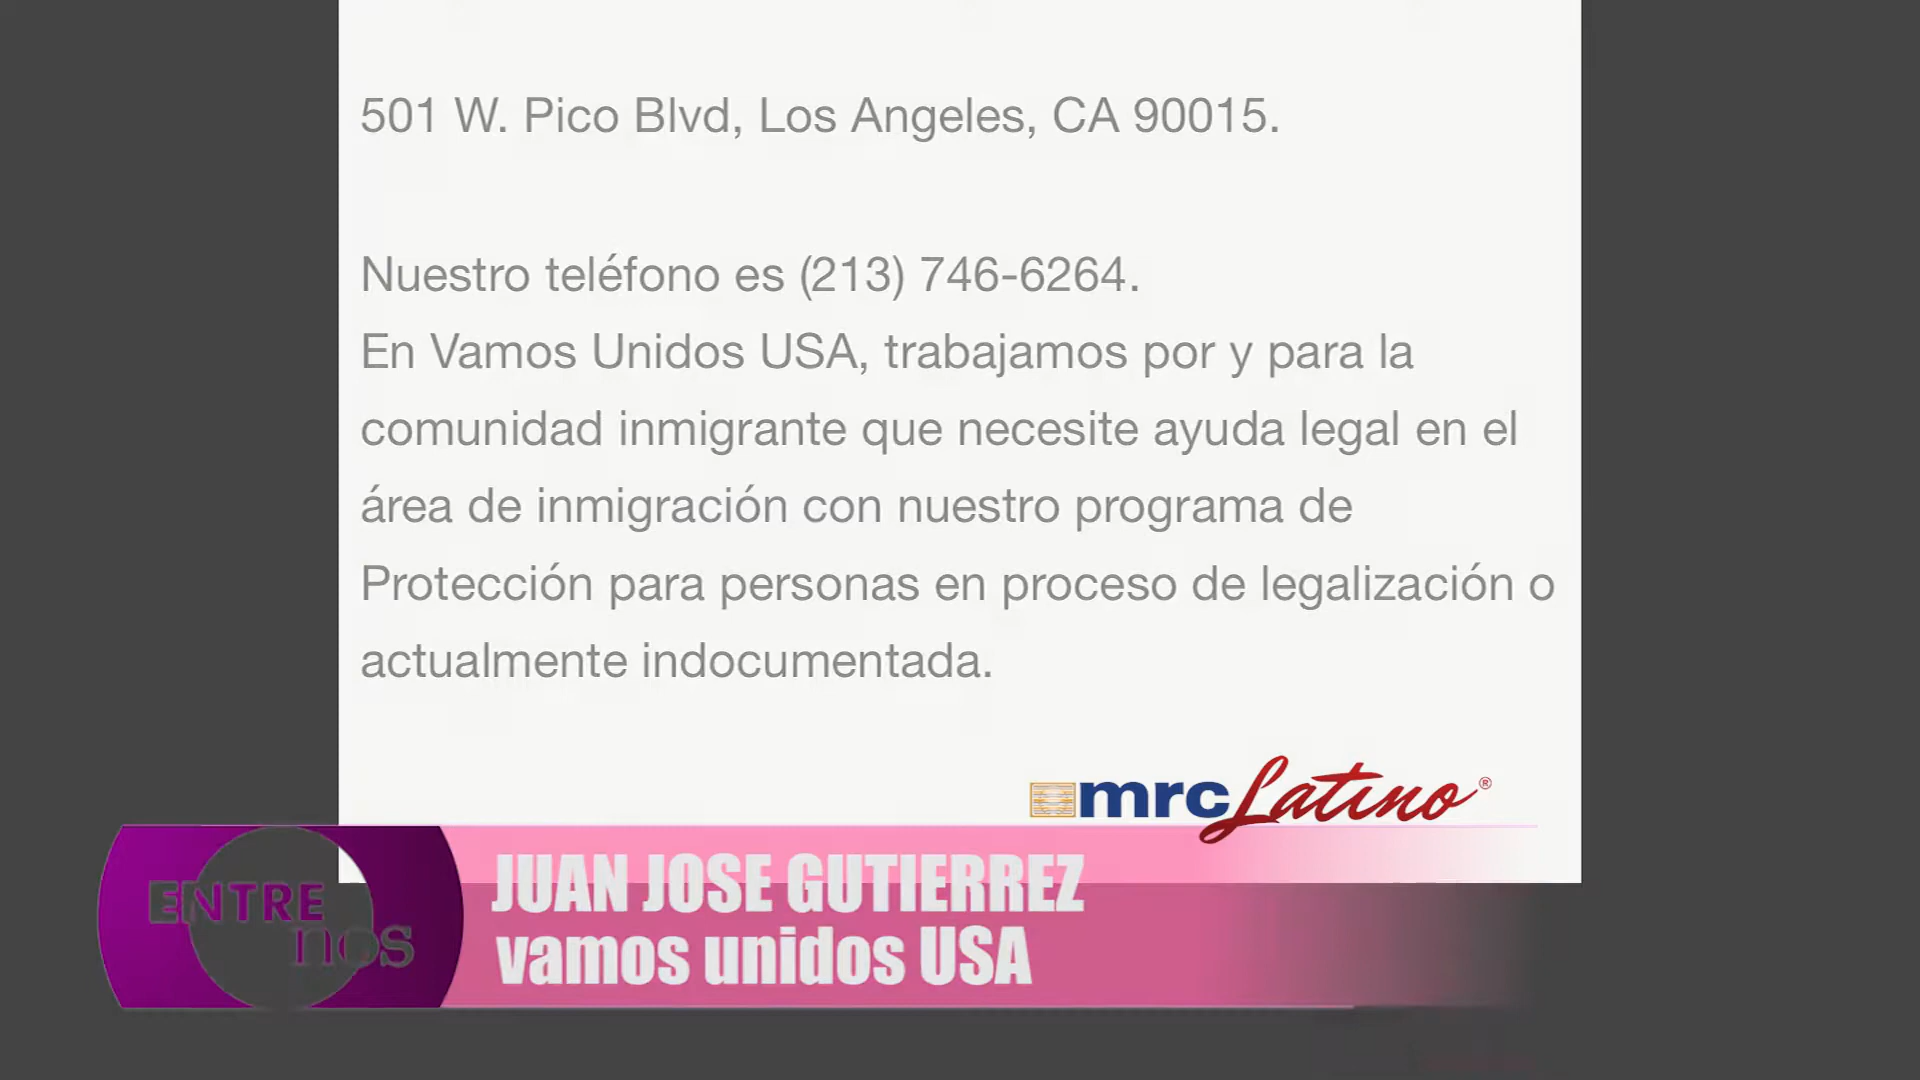 501 W. Pico Blvd, Los Angeles, CA 90015.
Nuestro teléfono es (213) 746-6264.
En Vamos Unidos USA, trabajamos por y para la
comunidad inmigrante que necesite ayuda legal en el
área de inmigración con nuestro programa de
Protección para personas en proceso de legalización o
actualmente indocumentada.
mrcLatino®
ENTRE
nos
JUAN JOSE GUTIERREZ
vamos unidos USA